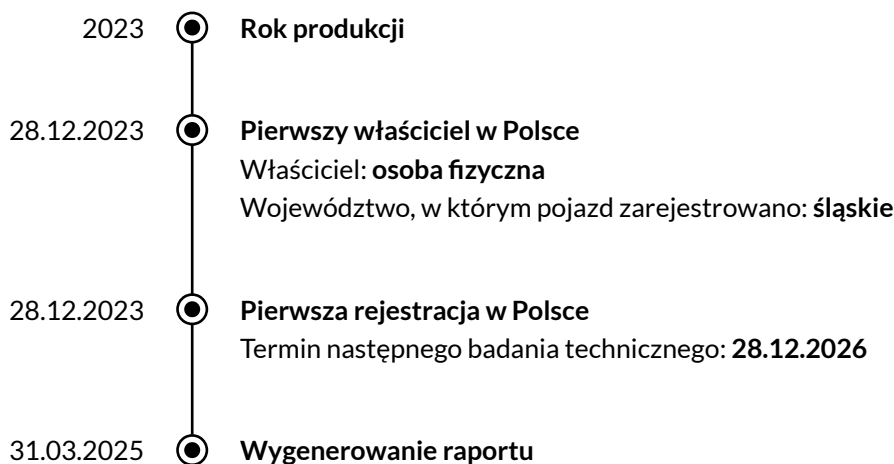 2023 Rok produkcji
28.12.2023 Pierwszy właściciel w Polsce
Właściciel: osoba fizyczna
Województwo, w którym pojazd zarejestrowano: śląskie
28.12.2023 Pierwsza rejestracja w Polsce
Termin następnego badania technicznego: 28.12.2026
31.03.2025 Wygenerowanie raportu